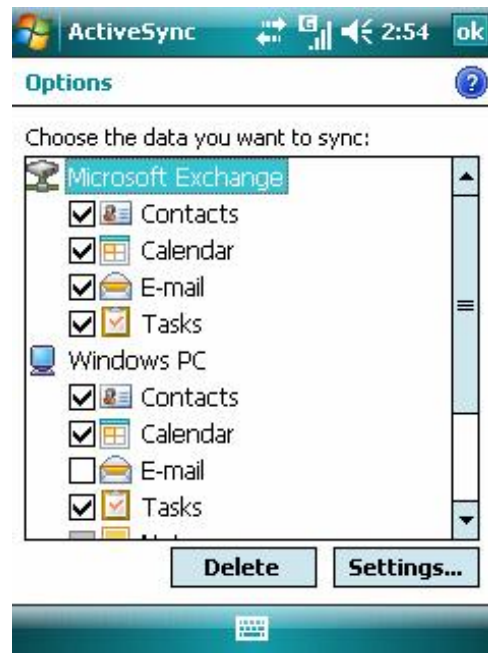 ActiveSync G 2:54 ok
Options ?
Choose the data you want to sync:
Microsoft Exchange
Contacts
Calendar
E-mail
Tasks
Windows PC
Contacts
Calendar
E-mail
Tasks
Delete Settings...